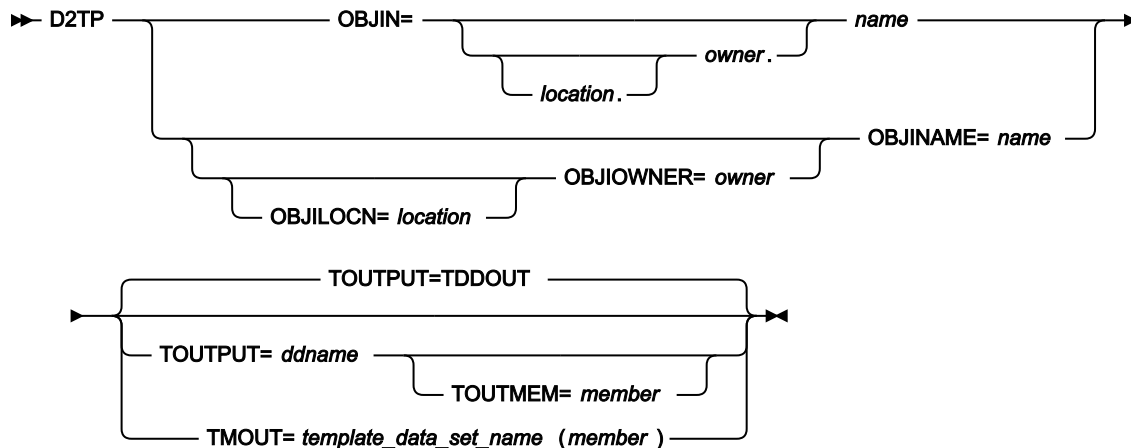 D2TP OBJIN= name
owner.
location.
OBJINAME= name
OBJIOWNER= owner
OBJILOCN= location
TOUTPUT=TDDOUT
TOUTPUT= ddname
TOUTMEM= member
TMOUT= template_data_set_name (member )